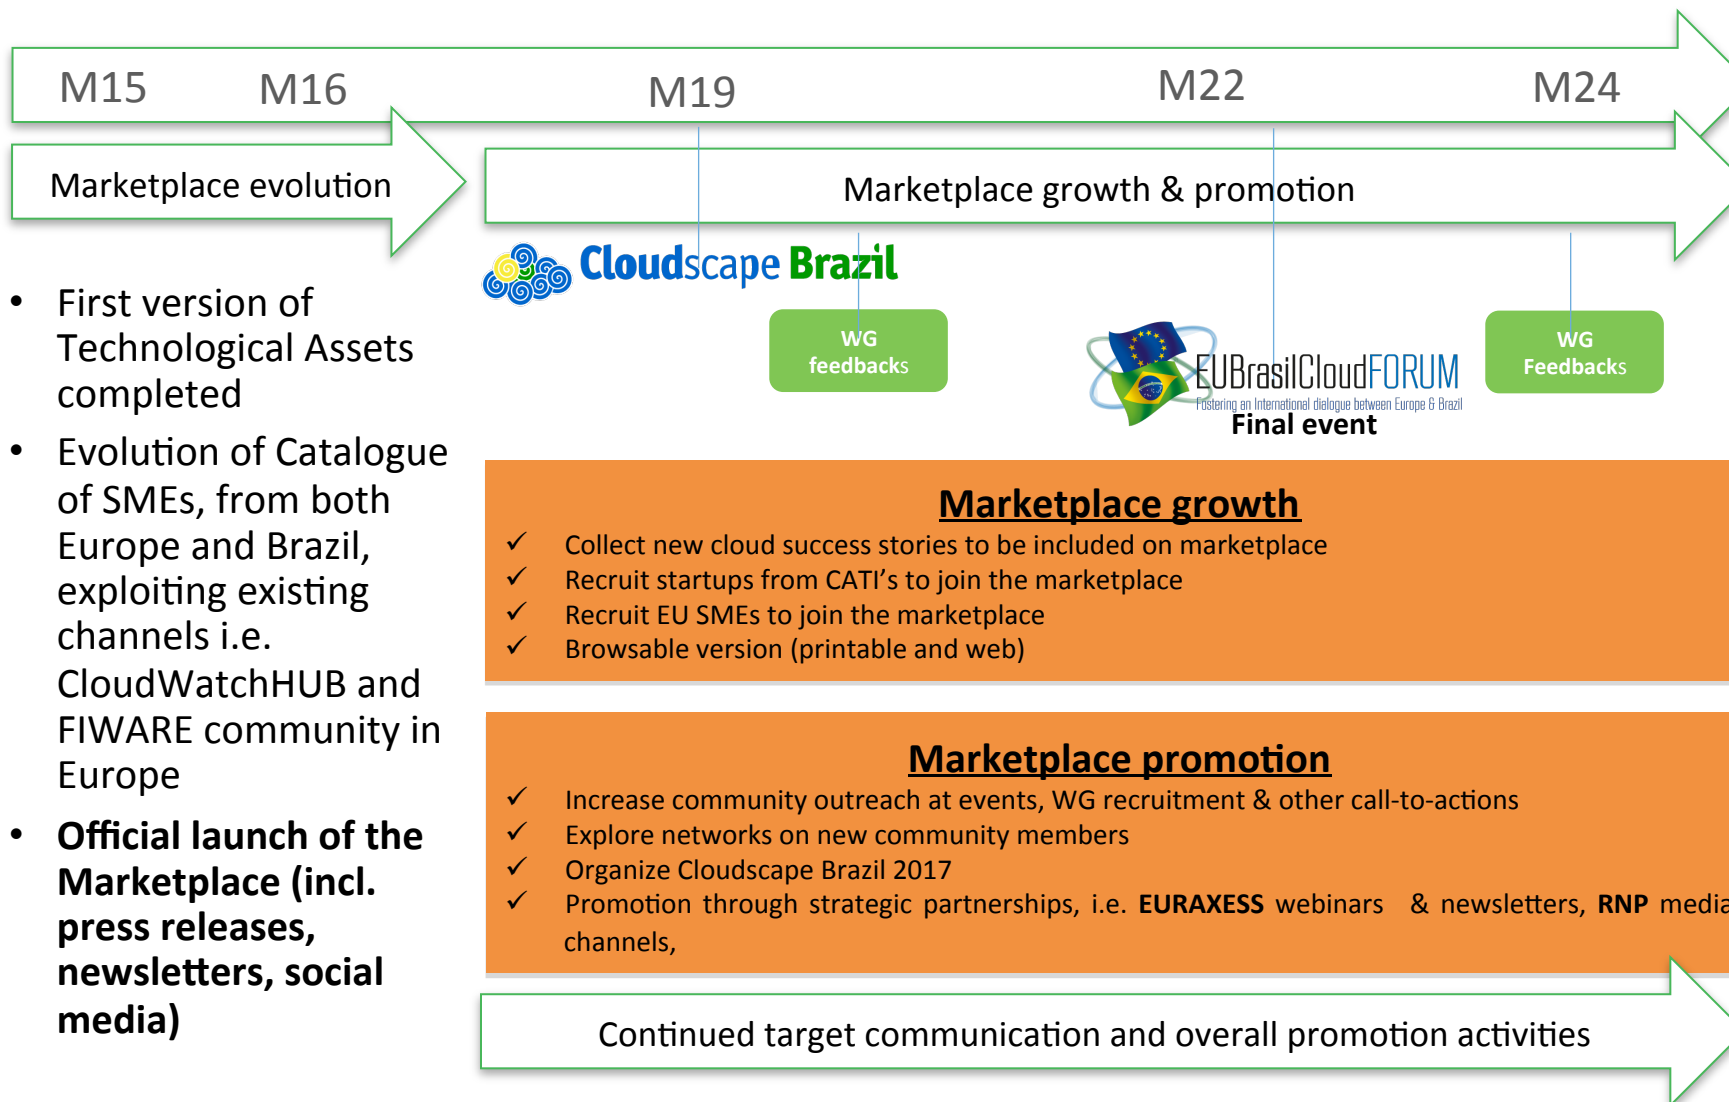 M15 M16 M19 M22 M24
Marketplace evolution
Marketplace growth & promotion
• First version of
Technological Assets
completed
• Evolution of Catalogue
of SMEs, from both
Europe and Brazil,
exploiting existing
channels i.e.
CloudWatchHUB and
FIWARE community in
Europe
• Official launch of the
Marketplace (incl.
press releases,
newsletters, social
media)
Cloudscape Brazil
WG
feedbacks
EUBrasilCloudFORUM
Fostering an International dialogue between Europe & Brazil
Final event
WG
Feedbacks
Marketplace growth
✓ Collect new cloud success stories to be included on marketplace
✓ Recruit startups from CATI's to join the marketplace
✓ Recruit EU SMEs to join the marketplace
✓ Browsable version (printable and web)
Marketplace promotion
✓ Increase community outreach at events, WG recruitment & other call-to-actions
✓ Explore networks on new community members
✓ Organize Cloudscape Brazil 2017
✓ Promotion through strategic partnerships, i.e. EURAXESS webinars & newsletters, RNP media
channels,
Continued target communication and overall promotion activities